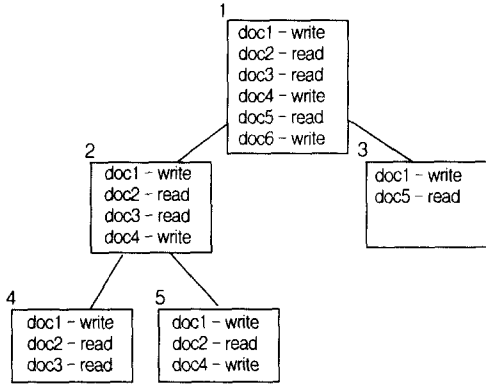 1
doc1 – write
doc2 – read
doc3 – read
doc4 – write
doc5 – read
doc6 – write
2
doc1 – write
doc2 – read
doc3 – read
doc4 – write
3
doc1 – write
doc5 – read
4
doc1 – write
doc2 – read
doc3 – read
5
doc1 – write
doc2 – read
doc4 – write